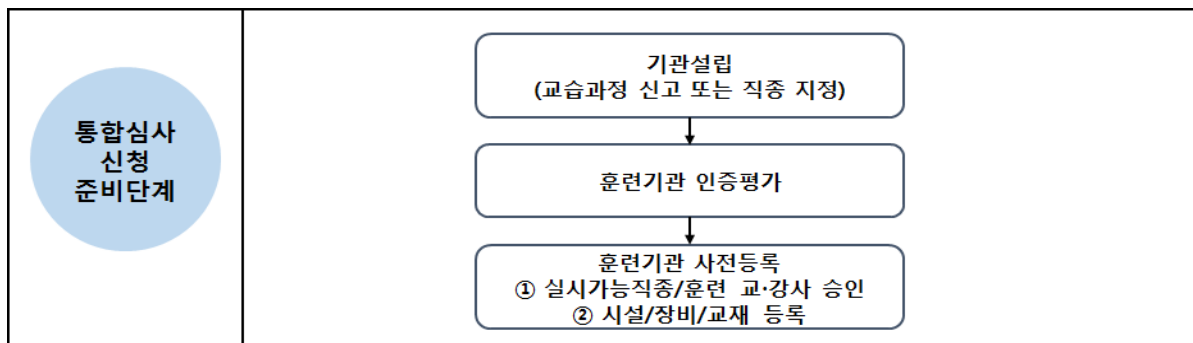 통합심사
신청
준비단계
기관설립
(교습과정 신고 또는 직종 지정)
훈련기관 인증평가
훈련기관 사전등록
① 실시가능직종/훈련 교·강사 승인
② 시설/장비/교재 등록